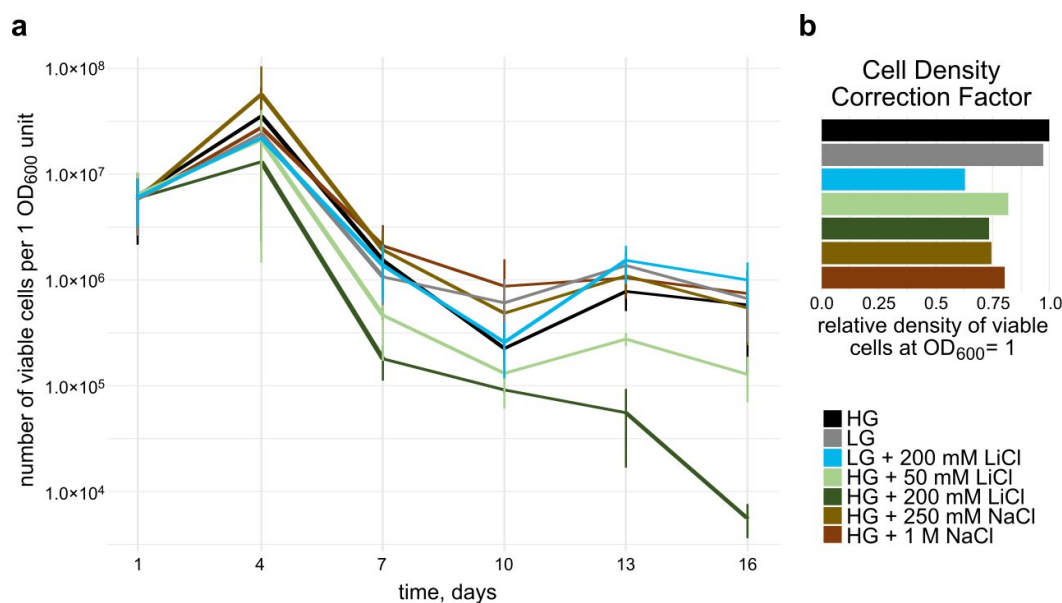 a
number of viable cells per 1 OD₆₀₀ unit
1.0×10⁸
1.0×10⁷
1.0×10⁶
1.0×10⁵
1.0×10⁴
1 4 7 10 13 16
time, days
b
Cell Density
Correction Factor
0.0 0.25 0.5 0.75 1.0
relative density of viable
cells at OD₆₀₀= 1
HG
LG
LG + 200 mM LiCl
HG + 50 mM LiCl
HG + 200 mM LiCl
HG + 250 mM NaCl
HG + 1 M NaCl